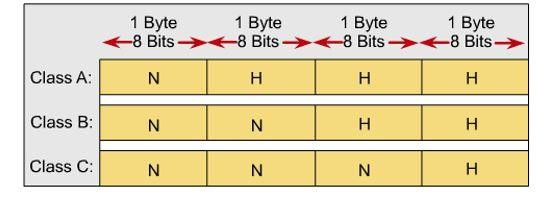 1 Byte 1 Byte 1 Byte 1 Byte
8 Bits 8 Bits 8 Bits 8 Bits
Class A: N H H H
Class B: N N H H
Class C: N N N H